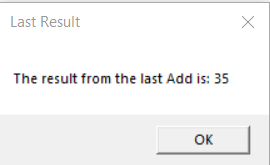 Last Result
The result from the last Add is: 35
OK